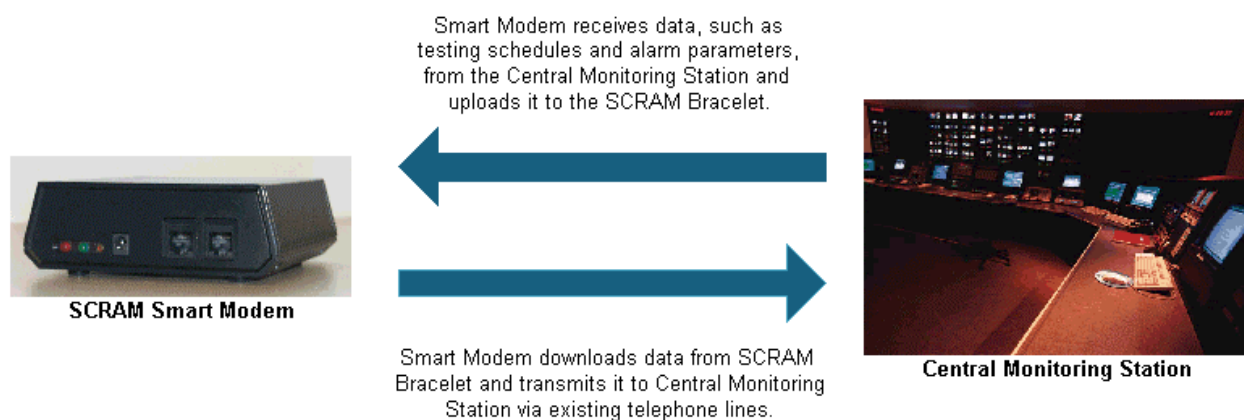 Smart Modem receives data, such as
testing schedules and alarm parameters,
from the Central Monitoring Station and
uploads it to the SCRAM Bracelet.
SCRAM Smart Modem
Smart Modem downloads data from SCRAM
Bracelet and transmits it to Central Monitoring
Station via existing telephone lines.
Central Monitoring Station